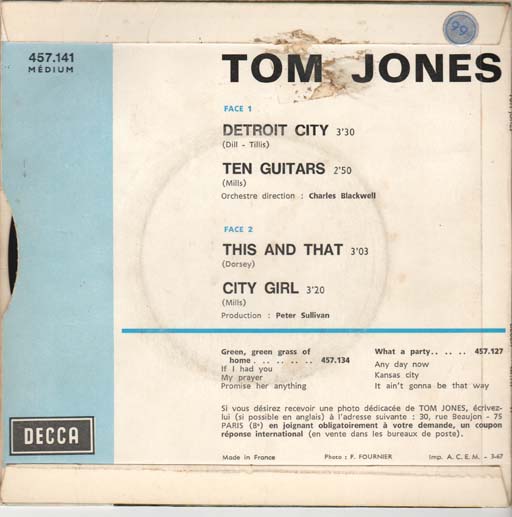 99
457.141
MÉDIUM
TOM JONES
FACE 1
DETROIT CITY 3'30
(Dill - Tillis)
TEN GUITARS 2'50
(Mills)
Orchestre direction : Charles Blackwell
FACE 2
THIS AND THAT 3'03
(Dorsey)
CITY GIRL 3'20
(Mills)
Production : Peter Sullivan
Green, green grass of
home . . . . . . . 457.134
If I had you
My prayer
Promise her anything
What a party. . . . . 457.127
Any day now
Kansas city
It ain't gonna be that way
Si vous désirez recevoir une photo dédicacée de TOM JONES, écrivez-
lui (si possible en anglais) à l'adresse suivante : 30, rue Beaujon - 75
PARIS (8e) en joignant obligatoirement à votre demande, un coupon
réponse international (en vente dans les bureaux de poste).
DECCA
Made in France
Photo : P. FOURNIER
Imp. A. C. E. M. - 3-67